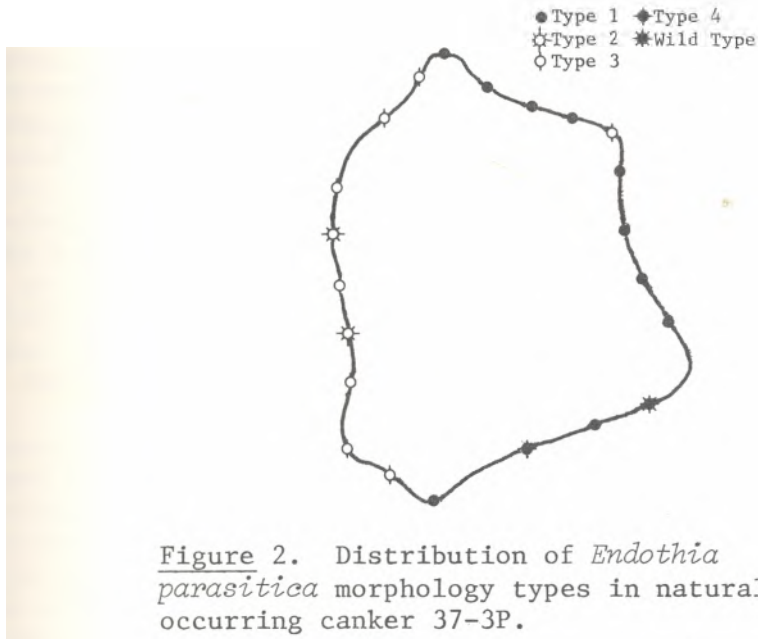 Type 1 Type 4
Type 2 Wild Type
Type 3
Figure 2. Distribution of Endothia
parasitica morphology types in natural
occurring canker 37-3P.